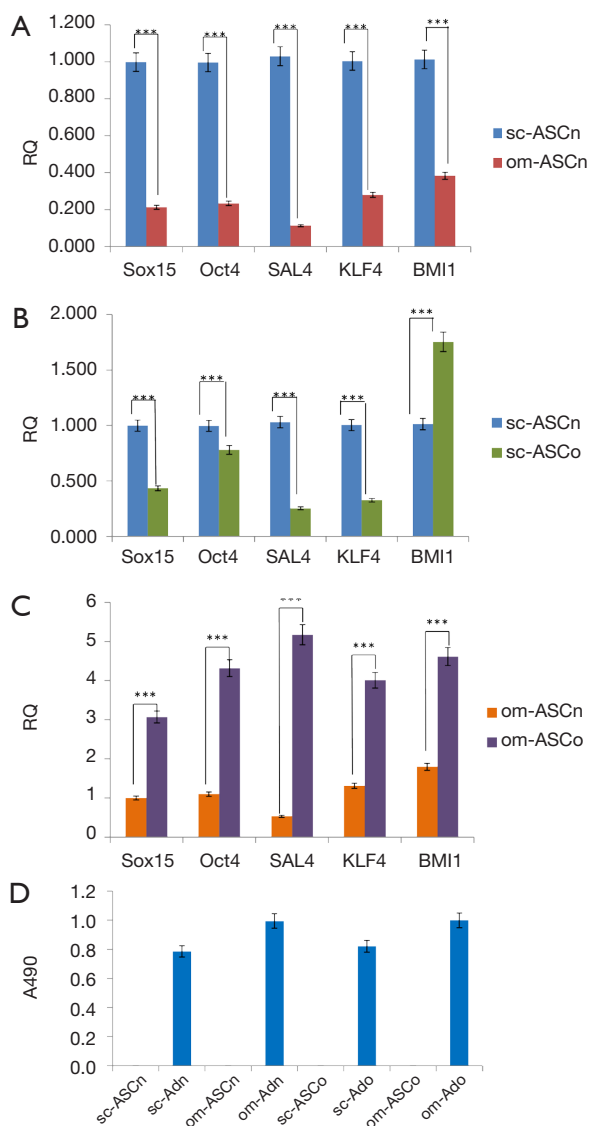 A
1.200
1.000
0.800
0.600
0.400
0.200
0.000
RQ
*** *** *** *** ***
sc-ASCn
om-ASCn
Sox15 Oct4 SAL4 KLF4 BMI1
B
2.000
1.500
1.000
0.500
0.000
RQ
*** *** *** *** ***
sc-ASCn
sc-ASCo
Sox15 Oct4 SAL4 KLF4 BMI1
C
6
5
4
3
2
1
0
RQ
*** *** *** *** ***
om-ASCn
om-ASCo
Sox15 Oct4 SAL4 KLF4 BMI1
D
1.2
1.0
0.8
0.6
0.4
0.2
0.0
A490
sc-ASCn sc-Adn om-ASCn om-Adn sc-ASCo sc-Ado om-ASCo om-Ado